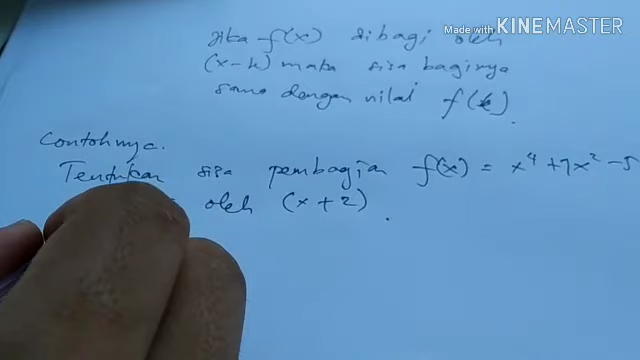 Made with KINEMASTER
jika f(x) dibagi oleh
(x-k) maka sisa baginya
sama dengan nilai f(k).
Contohnya.
Tentukan sisa pembagian f(x) = x⁴ + 7x² - 5
oleh (x + 2).